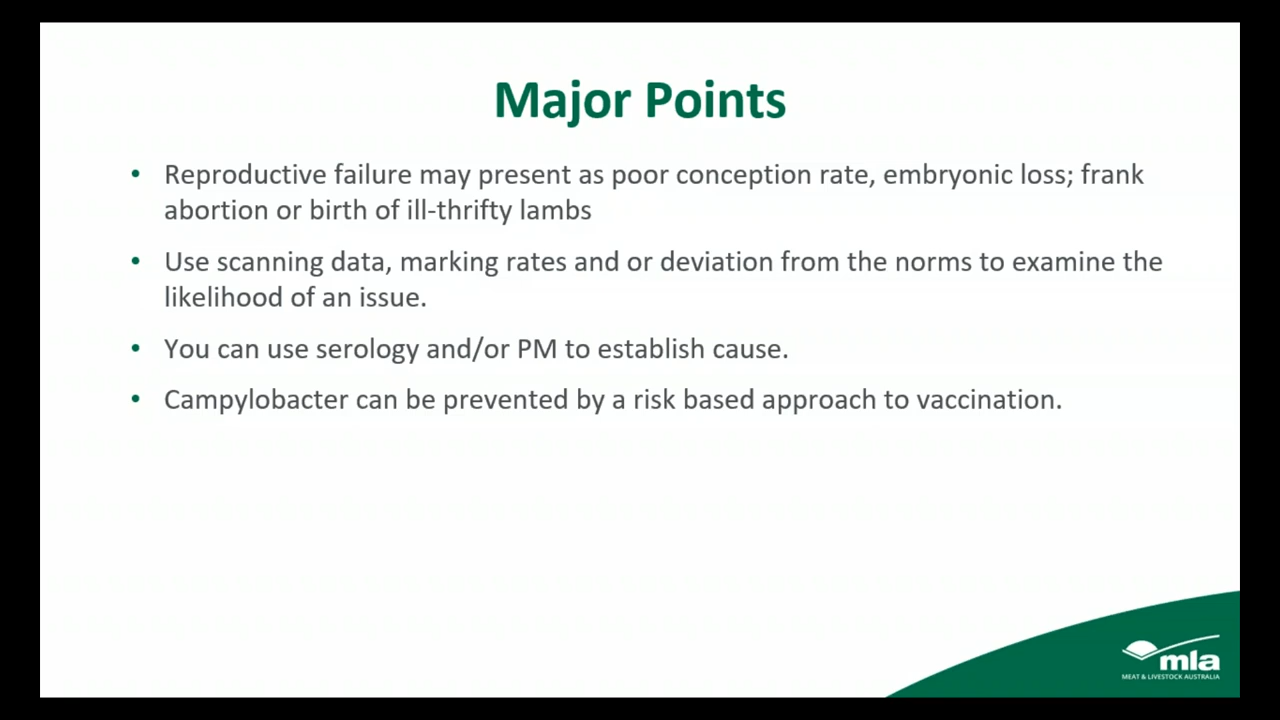 Major Points
• Reproductive failure may present as poor conception rate, embryonic loss; frank
abortion or birth of ill-thrifty lambs
• Use scanning data, marking rates and or deviation from the norms to examine the
likelihood of an issue.
• You can use serology and/or PM to establish cause.
• Campylobacter can be prevented by a risk based approach to vaccination.
mla
MEAT & LIVESTOCK AUSTRALIA